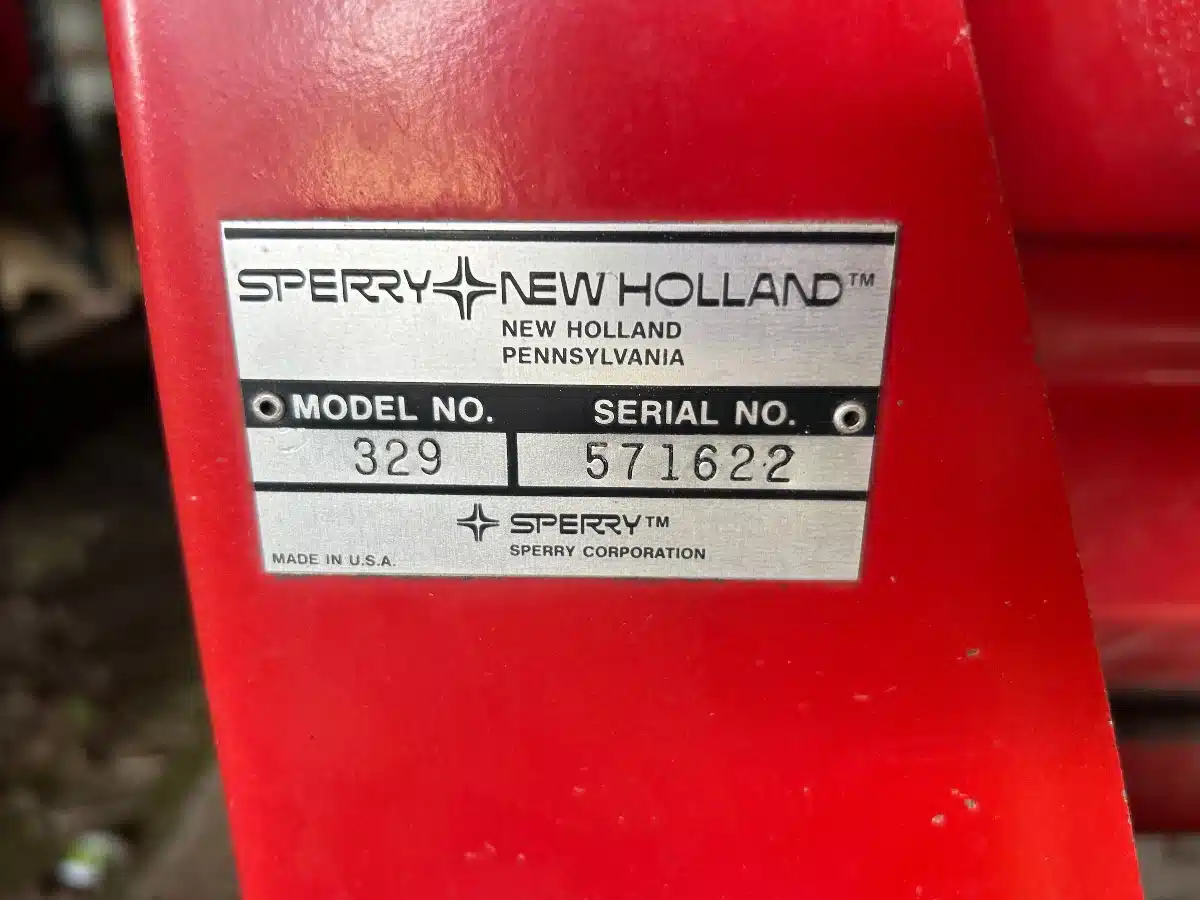 SPERRY NEW HOLLAND™
NEW HOLLAND
PENNSYLVANIA
MODEL NO. SERIAL NO.
329 571622
SPERRY™
SPERRY CORPORATION
MADE IN U.S.A.